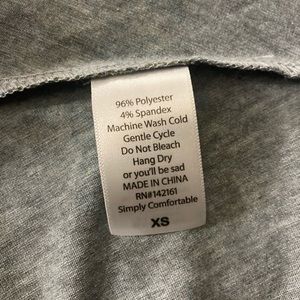 96% Polyester
4% Spandex
Machine Wash Cold
Gentle Cycle
Do Not Bleach
Hang Dry
or you'll be sad
MADE IN CHINA
RN#142161
Simply Comfortable
XS